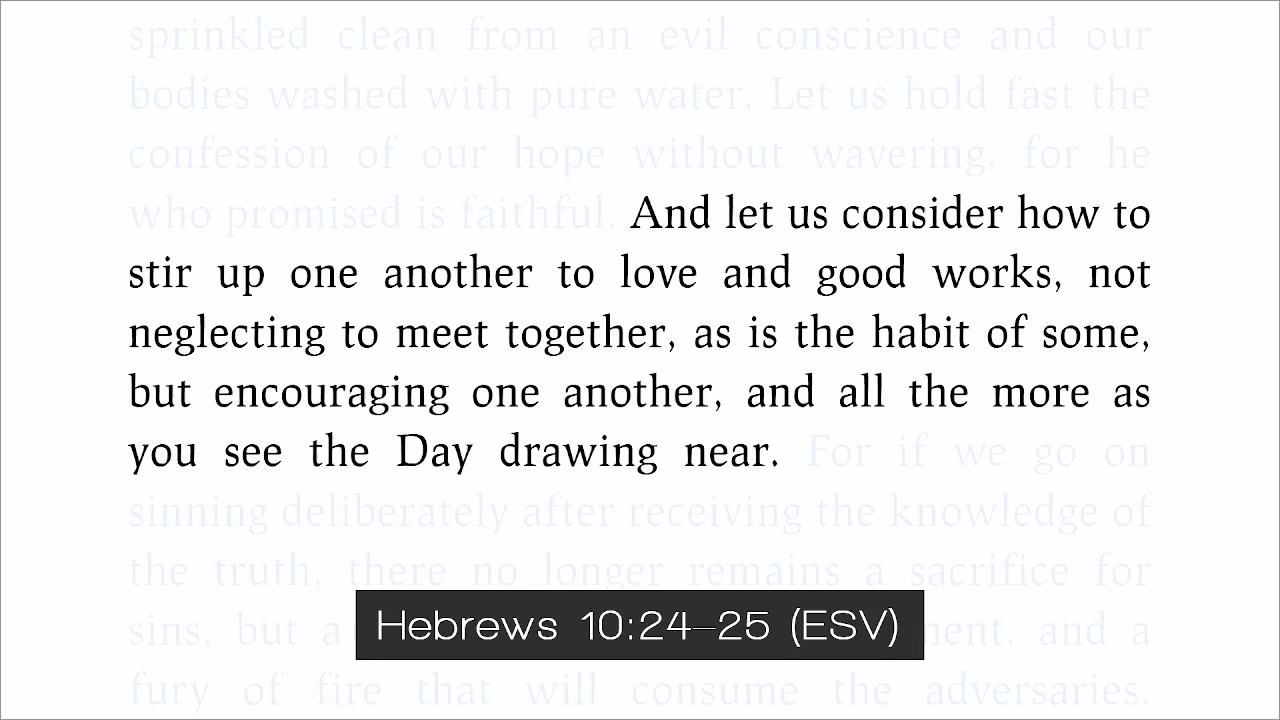 sprinkled clean from an evil conscience and our
bodies washed with pure water. Let us hold fast the
confession of our hope without wavering, for he
who promised is faithful. And let us consider how to
stir up one another to love and good works, not
neglecting to meet together, as is the habit of some,
but encouraging one another, and all the more as
you see the Day drawing near. For if we go on
sinning deliberately after receiving the knowledge of
the truth, there no longer remains a sacrifice for
sins, but a and a
fury of fire that will consume the adversaries.
Hebrews 10:24–25 (ESV)